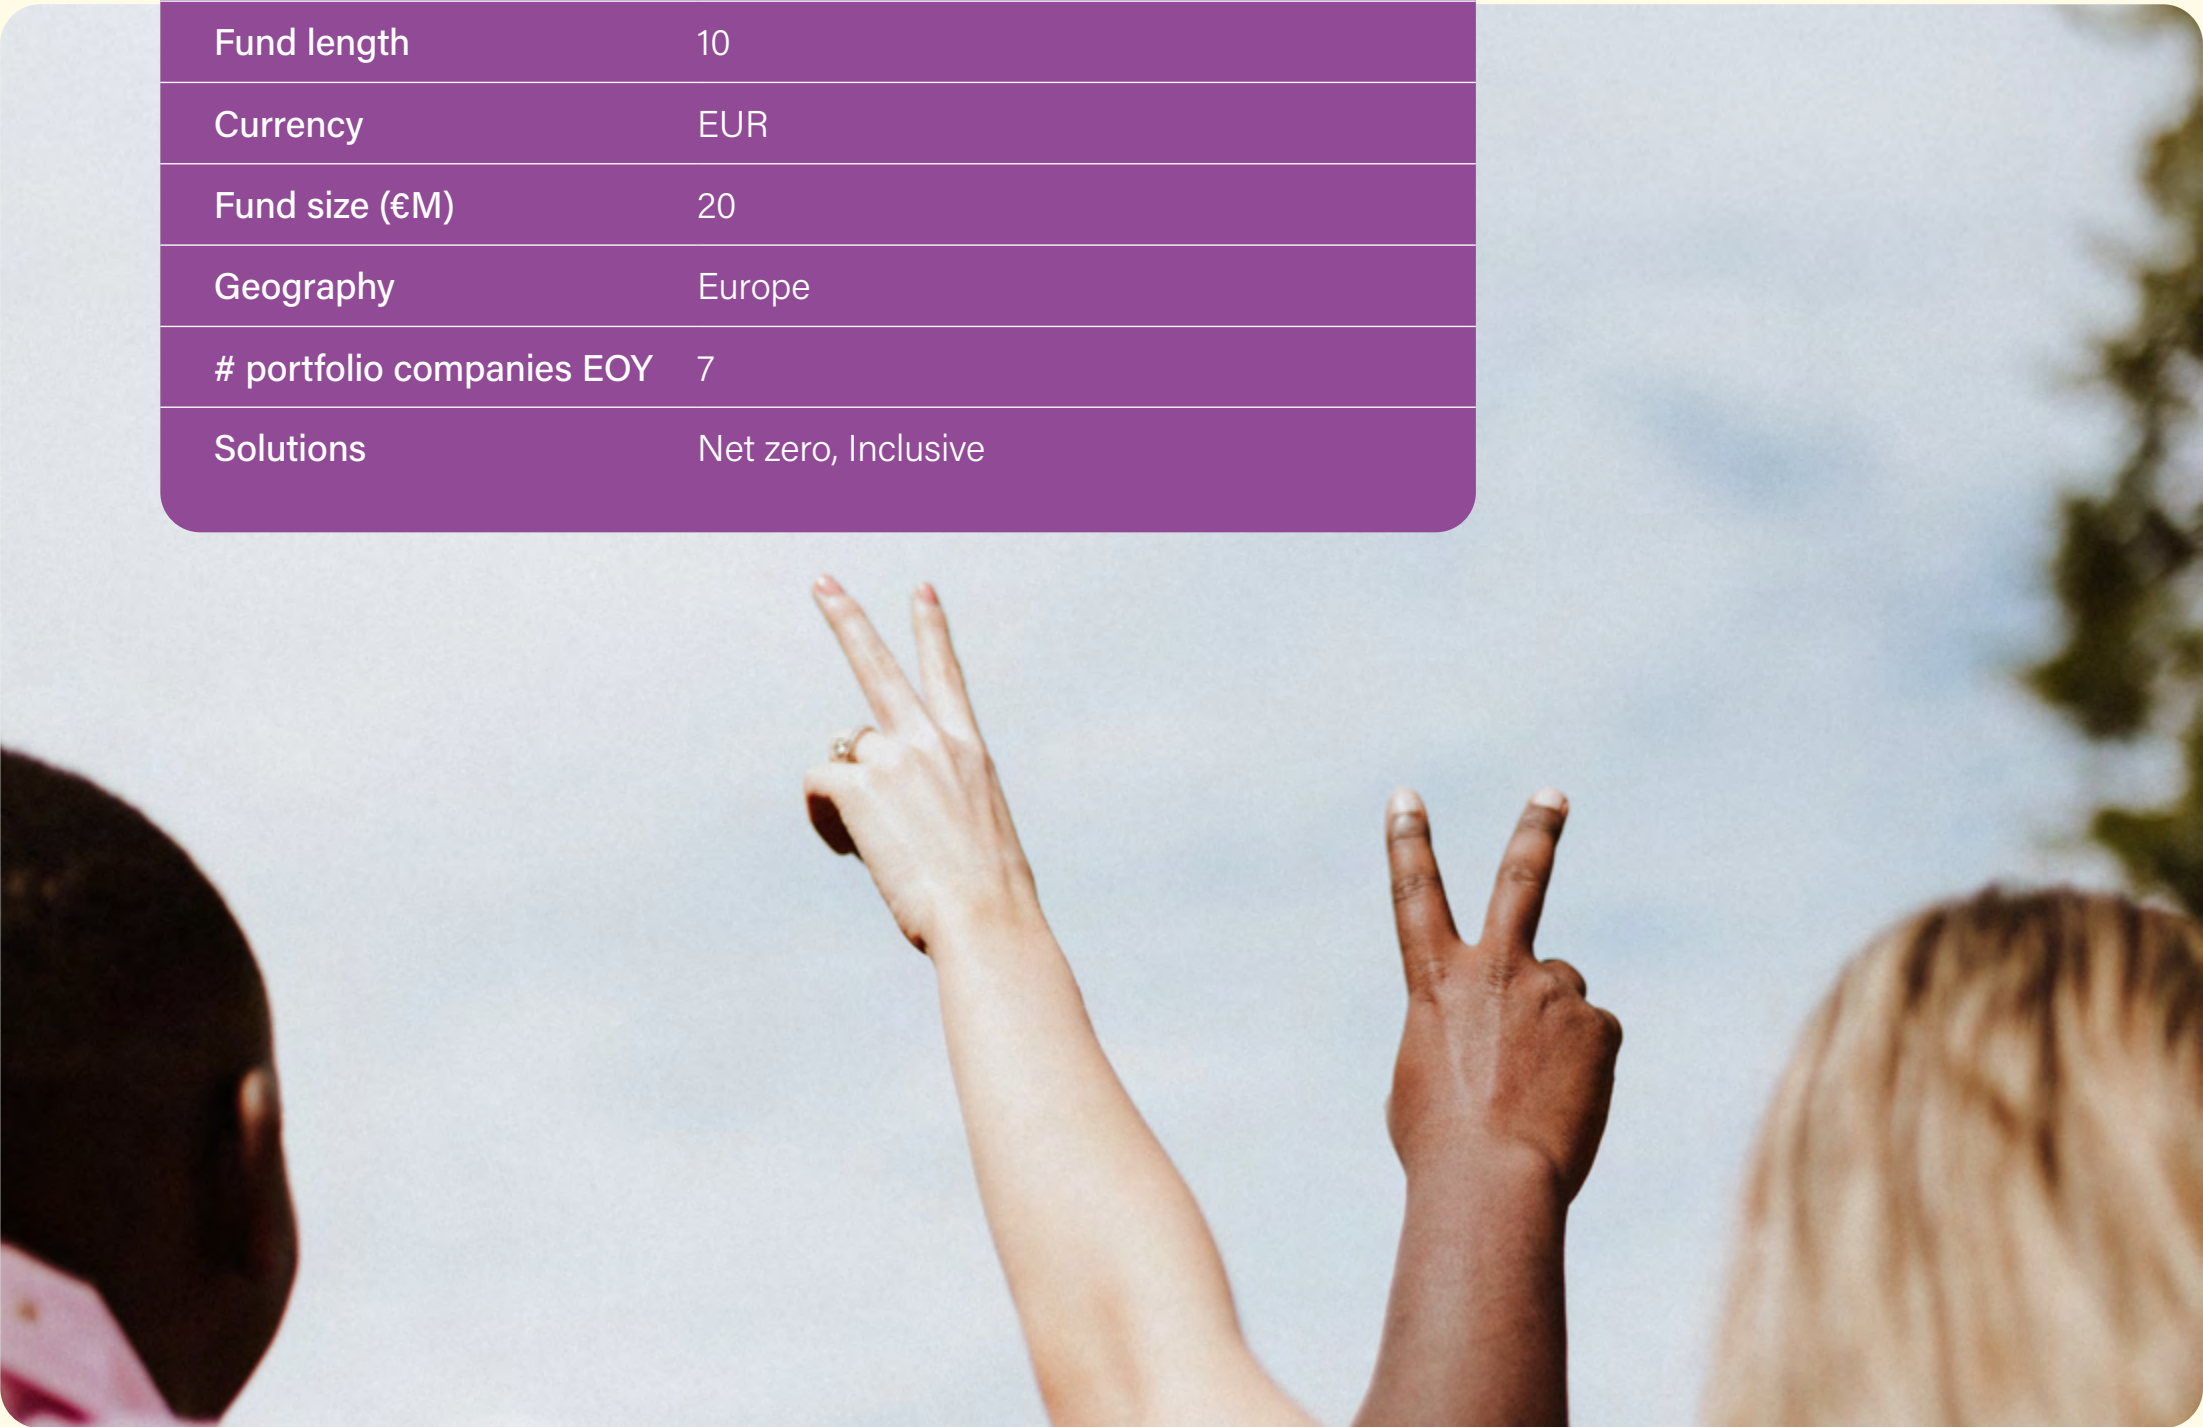 Fund length 10
Currency EUR
Fund size (€M) 20
Geography Europe
# portfolio companies EOY 7
Solutions Net zero, Inclusive